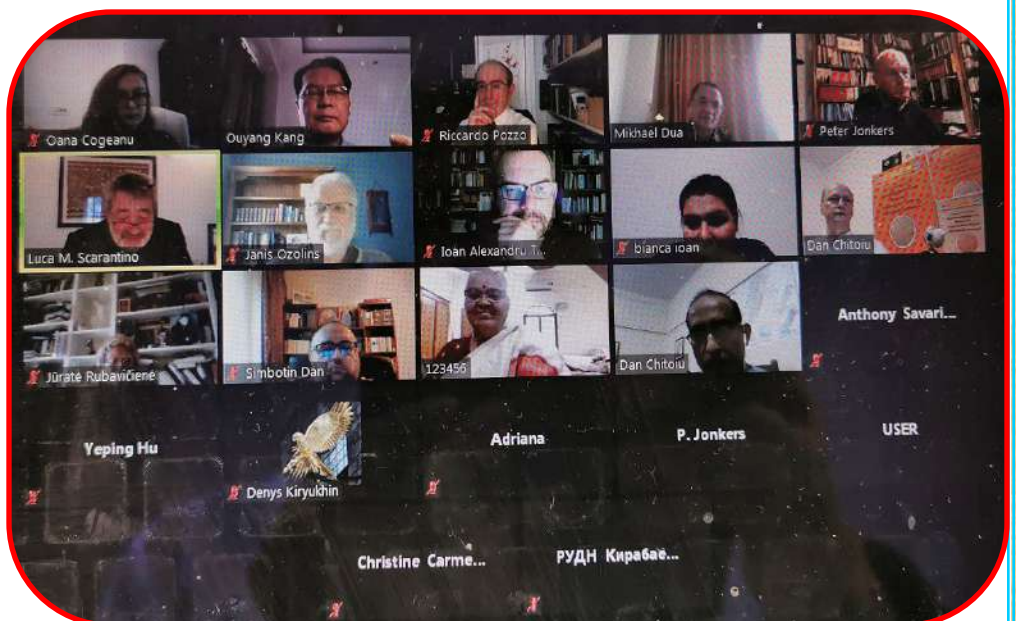 Oana Cogeanu
Ouyang Kang
Riccardo Pozzo
Mikhael Dua
Peter Jonkers
Luca M. Scarantino
Janis Ozolins
Ioan Alexandru T...
bianca ioan
Dan Chitoiu
Jūratė Rubavičienė
Simbotin Dan
123456
Dan Chitoiu
Anthony Savari...
Yeping Hu
Denys Kiryukhin
Adriana
P. Jonkers
USER
Christine Carme...
РУДН Кирабае...